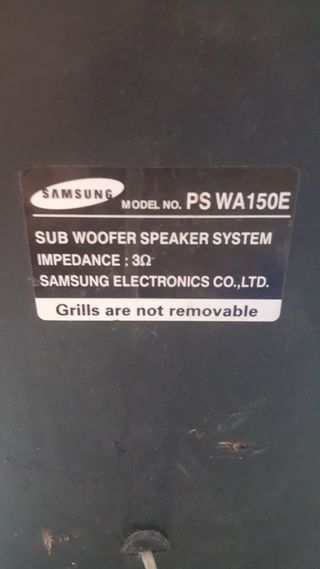 SAMSUNG MODEL NO. PS WA150E
SUB WOOFER SPEAKER SYSTEM
IMPEDANCE : 3Ω
SAMSUNG ELECTRONICS CO.,LTD.
Grills are not removable